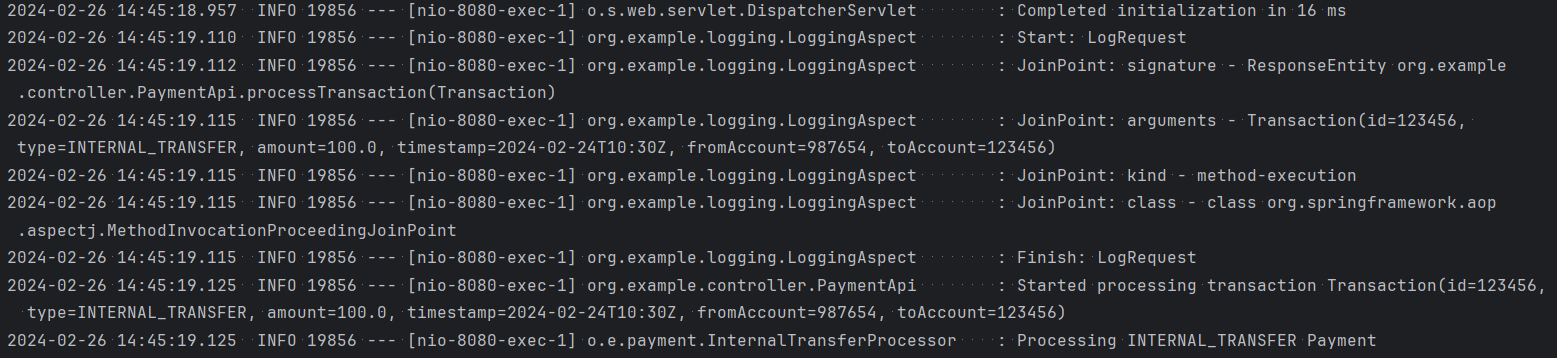 2024-02-26 14:45:18.957  INFO 19856 --- [nio-8080-exec-1] o.s.web.servlet.DispatcherServlet        : Completed initialization in 16 ms
2024-02-26 14:45:19.110  INFO 19856 --- [nio-8080-exec-1] org.example.logging.LoggingAspect        : Start: LogRequest
2024-02-26 14:45:19.112  INFO 19856 --- [nio-8080-exec-1] org.example.logging.LoggingAspect        : JoinPoint: signature - ResponseEntity org.example
.controller.PaymentApi.processTransaction(Transaction)
2024-02-26 14:45:19.115  INFO 19856 --- [nio-8080-exec-1] org.example.logging.LoggingAspect        : JoinPoint: arguments - Transaction(id=123456,
type=INTERNAL_TRANSFER, amount=100.0, timestamp=2024-02-24T10:30Z, fromAccount=987654, toAccount=123456)
2024-02-26 14:45:19.115  INFO 19856 --- [nio-8080-exec-1] org.example.logging.LoggingAspect        : JoinPoint: kind - method-execution
2024-02-26 14:45:19.115  INFO 19856 --- [nio-8080-exec-1] org.example.logging.LoggingAspect        : JoinPoint: class - class org.springframework.aop
.aspectj.MethodInvocationProceedingJoinPoint
2024-02-26 14:45:19.115  INFO 19856 --- [nio-8080-exec-1] org.example.logging.LoggingAspect        : Finish: LogRequest
2024-02-26 14:45:19.125  INFO 19856 --- [nio-8080-exec-1] org.example.controller.PaymentApi        : Started processing transaction Transaction(id=123456,
type=INTERNAL_TRANSFER, amount=100.0, timestamp=2024-02-24T10:30Z, fromAccount=987654, toAccount=123456)
2024-02-26 14:45:19.125  INFO 19856 --- [nio-8080-exec-1] o.e.payment.InternalTransferProcessor    : Processing INTERNAL_TRANSFER Payment